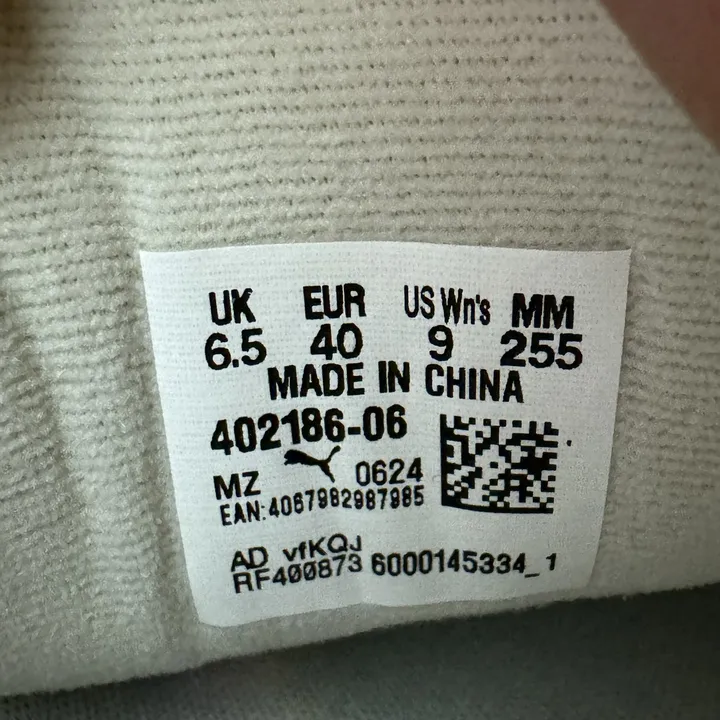 UK EUR US Wn's MM
6.5 40 9 255
MADE IN CHINA
402186-06
MZ 0624
EAN:4067982987985
AD vfKQJ
RF400873 6000145334_1